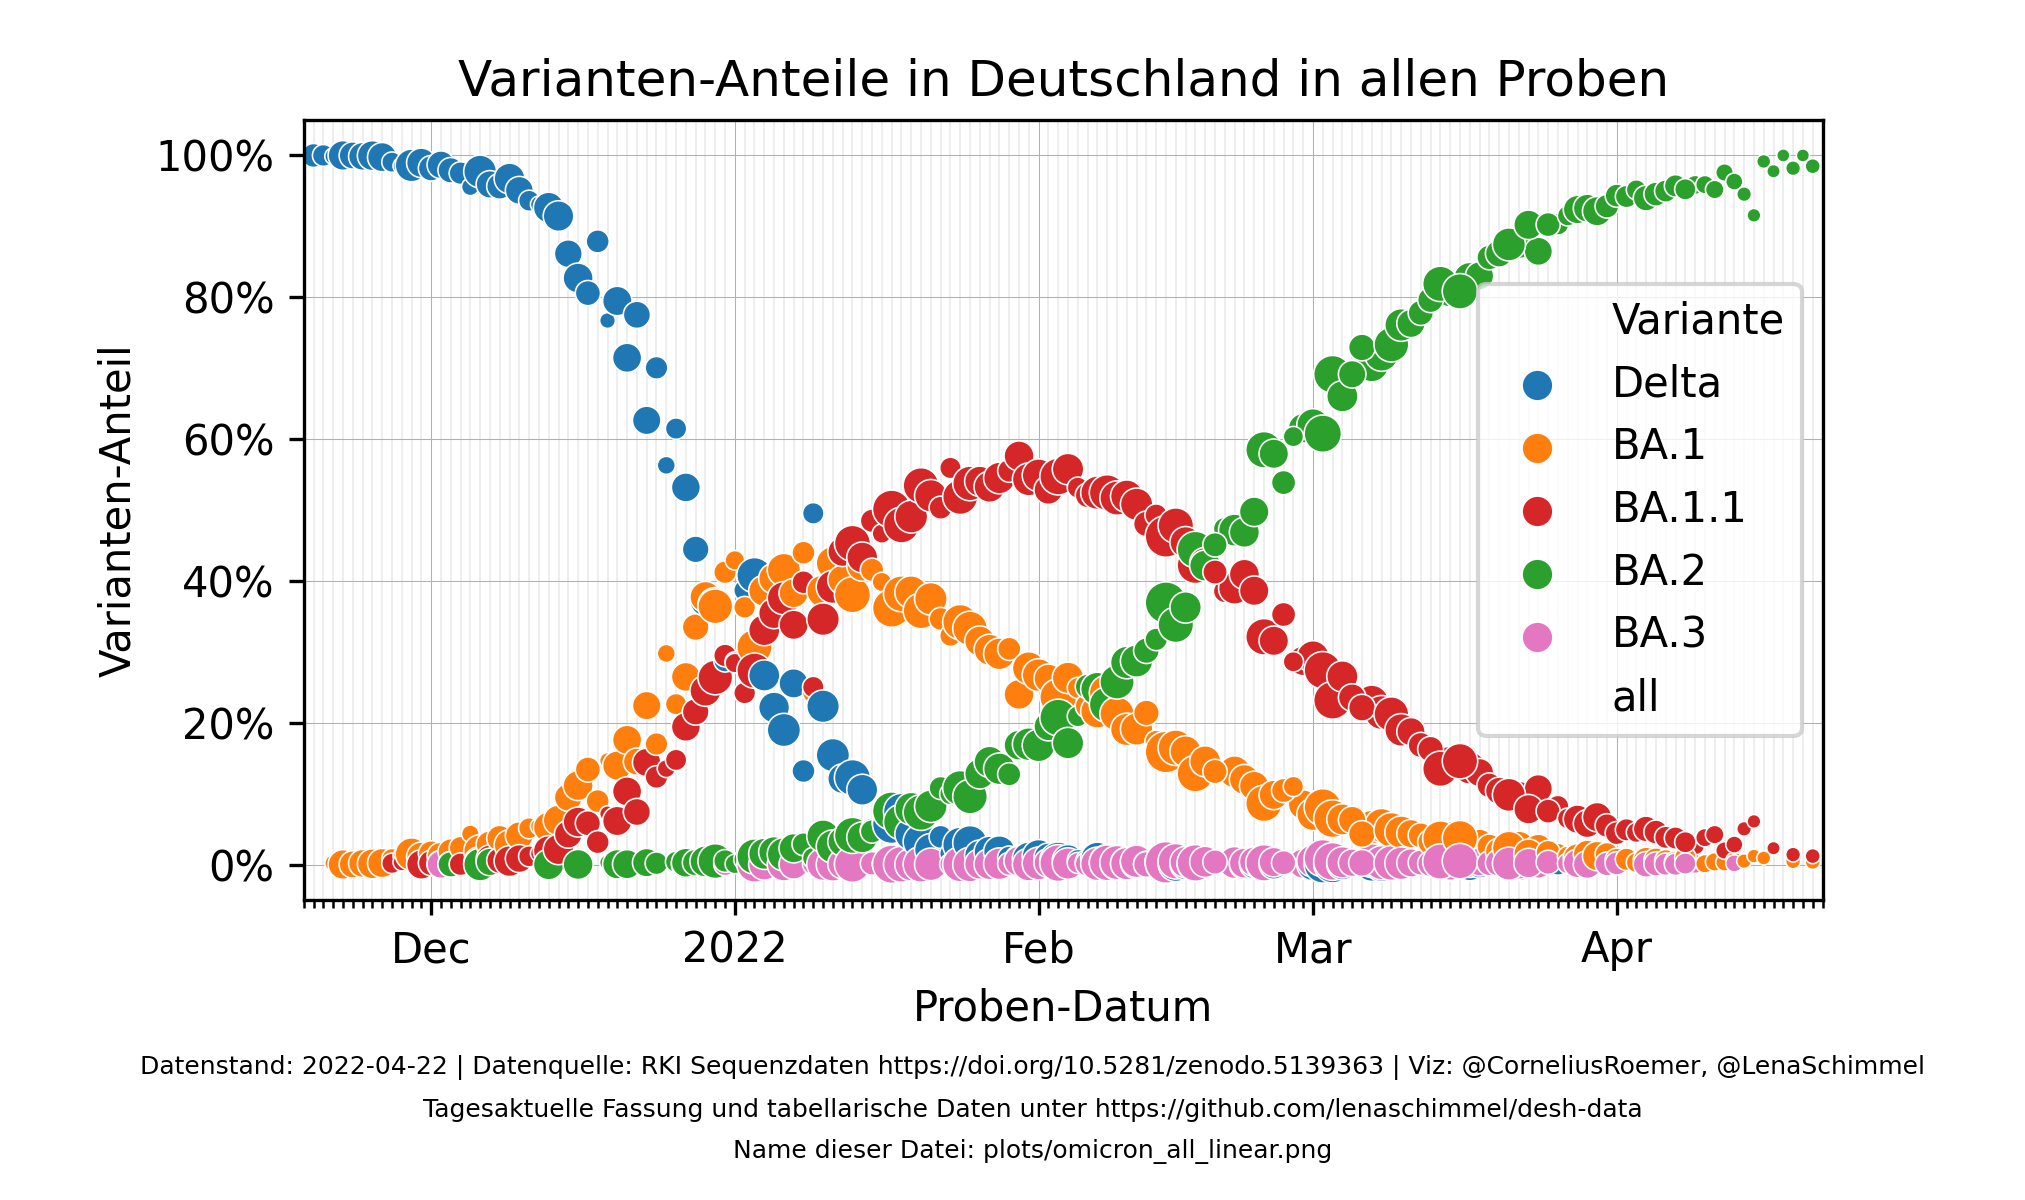 Varianten-Anteile in Deutschland in allen Proben
100%
80%
60%
40%
20%
0%
Varianten-Anteil
Variante
Delta
BA.1
BA.1.1
BA.2
BA.3
all
Dec 2022 Feb Mar Apr
Proben-Datum
Datenstand: 2022-04-22 | Datenquelle: RKI Sequenzdaten https://doi.org/10.5281/zenodo.5139363 | Viz: @CorneliusRoemer, @LenaSchimmel
Tagesaktuelle Fassung und tabellarische Daten unter https://github.com/lenaschimmel/desh-data
Name dieser Datei: plots/omicron_all_linear.png